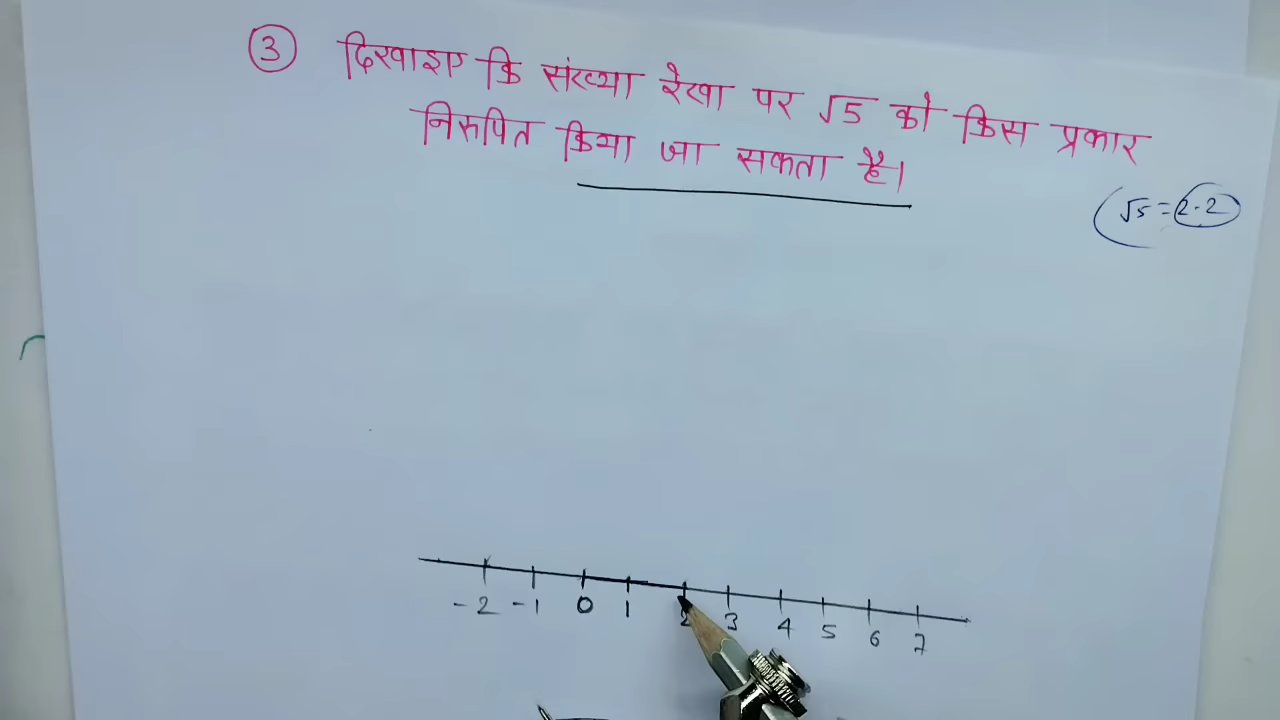 ③ दिखाइए कि संख्या रेखा पर √5 को किस प्रकार
निरुपित किया जा सकता है।
√5 = 2.2
-2 -1 0 1 2 3 4 5 6 7